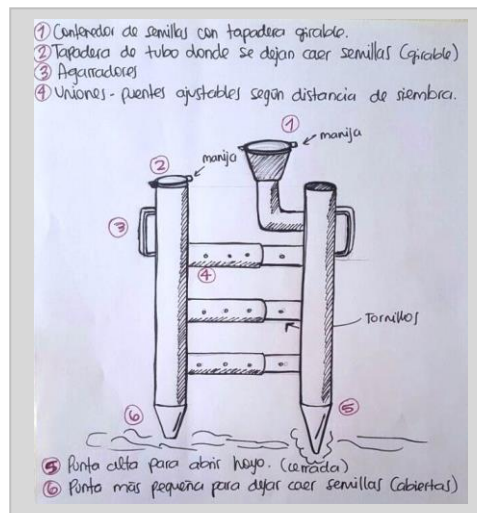 ① Contenedor de semillas con tapadera girable.
② Tapadera de tubo donde se dejan caer semillas (girable)
③ Agarradores
④ Uniones - puentes ajustables según distancia de siembra.
①
manija
②
manija
③
④
Tornillos
⑥
⑤
⑤ Punta alta para abrir hoyo. (cerrada)
⑥ Punta más pequeña para dejar caer semillas (abiertas)